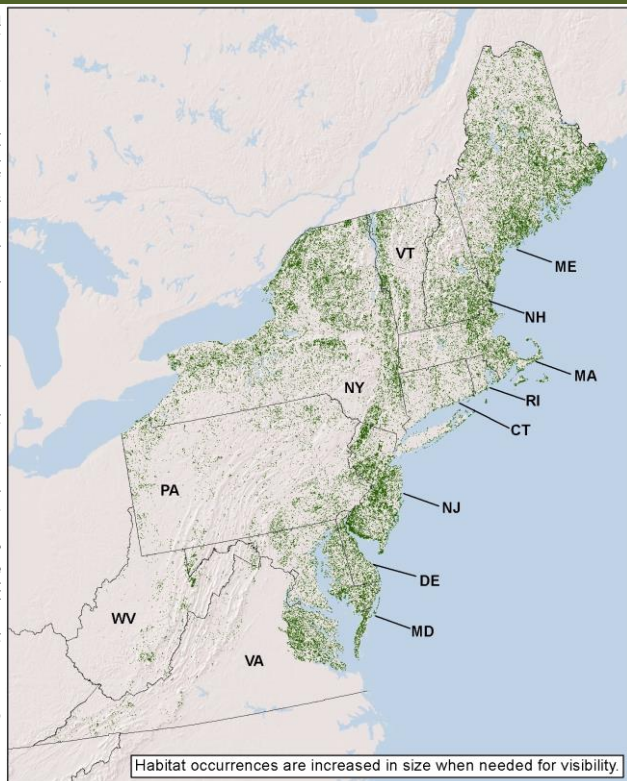 VT
ME
NH
NY
MA
RI
CT
PA
NJ
DE
WV
MD
VA
Habitat occurrences are increased in size when needed for visibility.